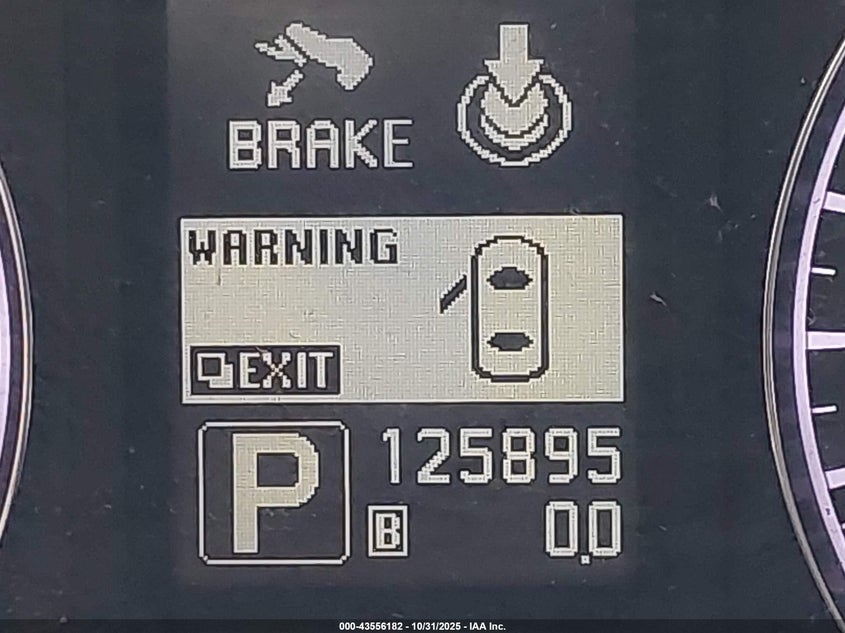 BRAKE
WARNING
EXIT
P 125895
B 0.0
000-43556182 - 10/31/2025 - IAA Inc.